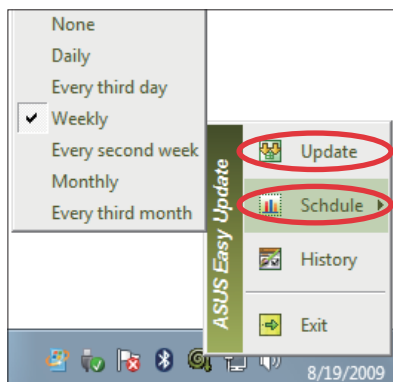 None
Daily
Every third day
Weekly
Every second week
Monthly
Every third month
ASUS Easy Update
Update
Schdule
History
Exit
8/19/2009